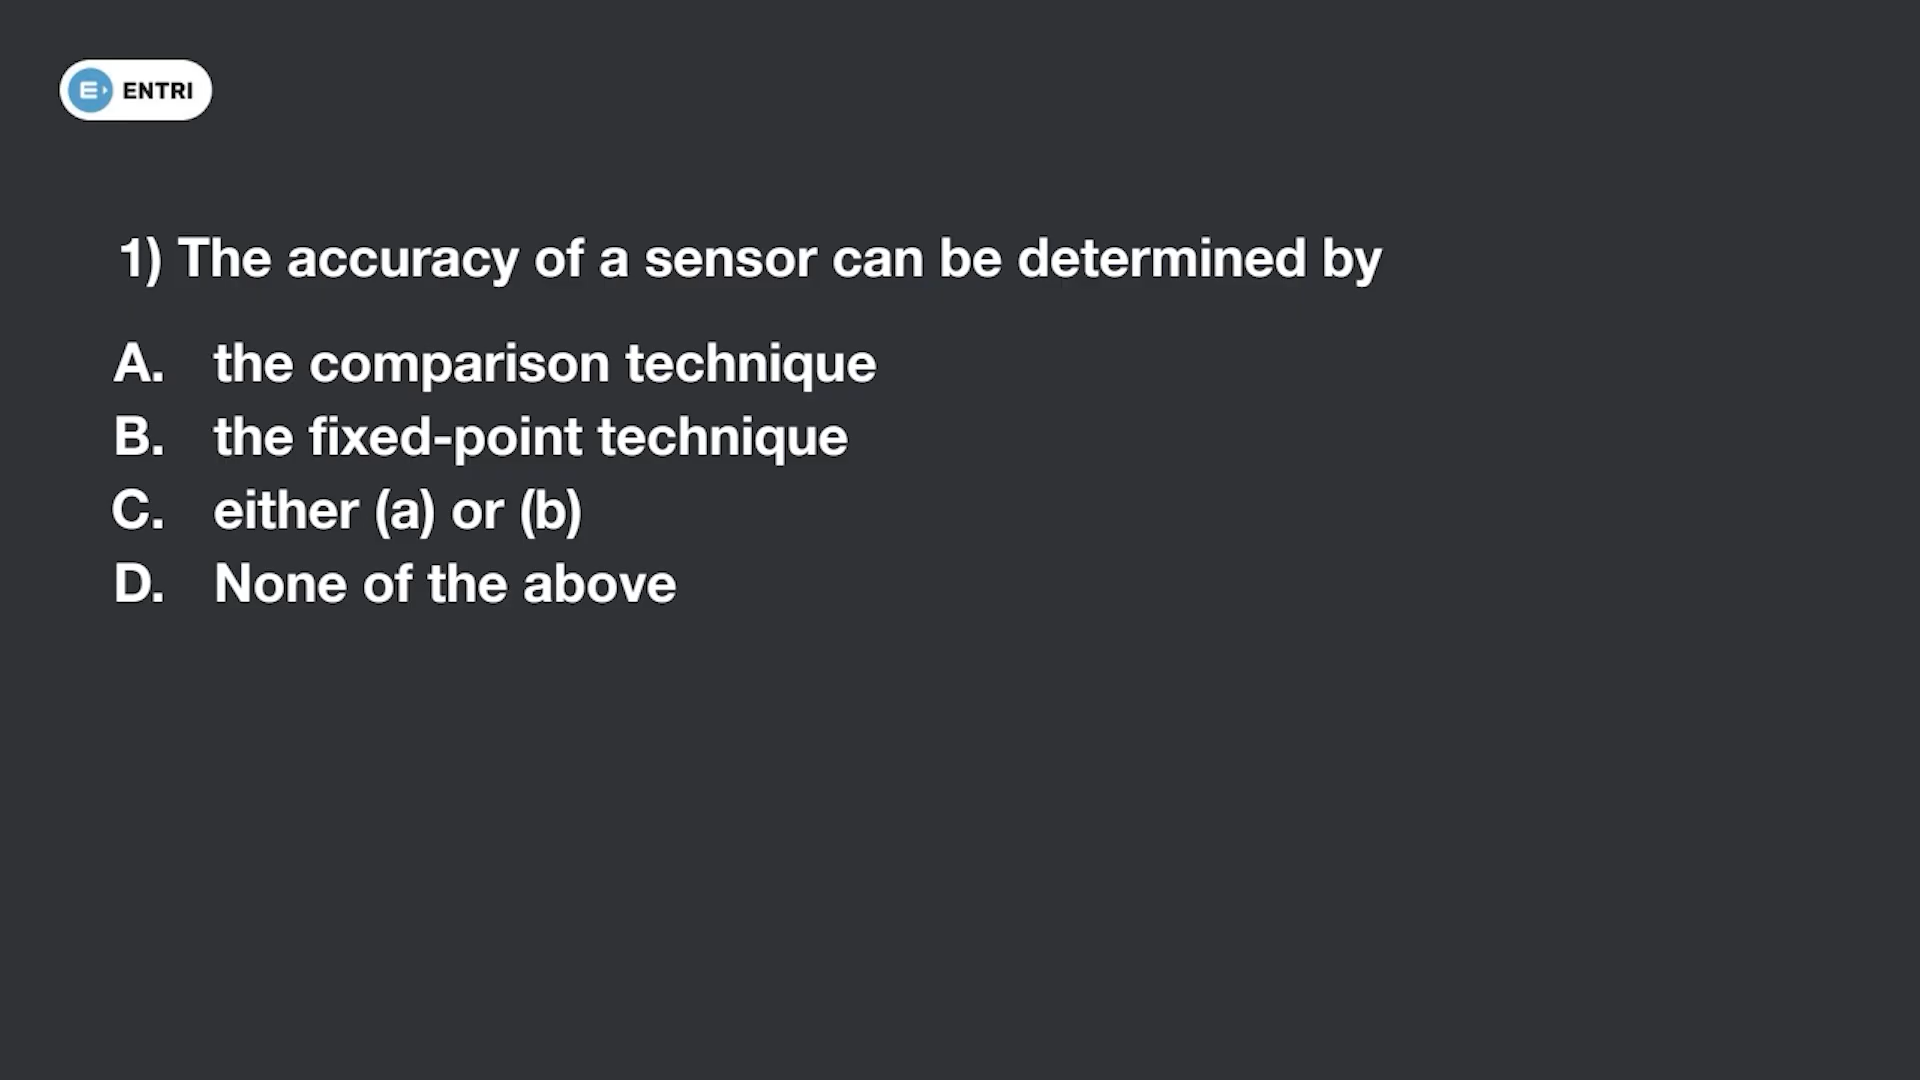 ENTRI
1) The accuracy of a sensor can be determined by
A. the comparison technique
B. the fixed-point technique
C. either (a) or (b)
D. None of the above